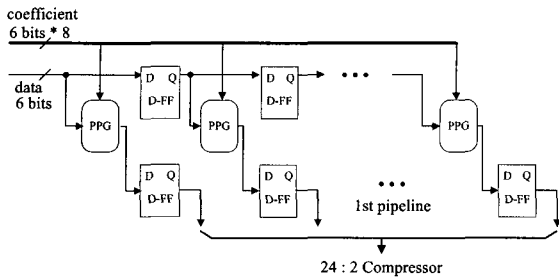 coefficient
6 bits * 8
data
6 bits
D Q
D-FF
D Q
D-FF
• • •
PPG
PPG
PPG
D Q
D-FF
D Q
D-FF
• • •
1st pipeline
D Q
D-FF
24 : 2 Compressor